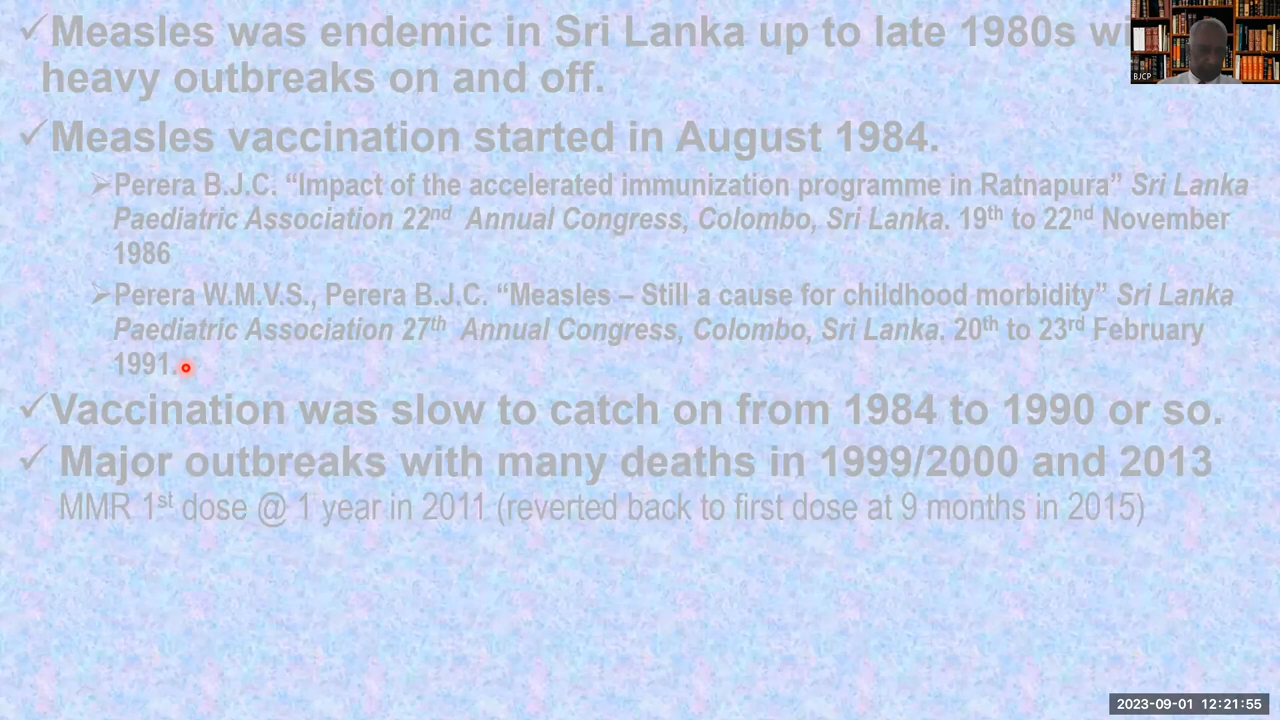 ✓Measles was endemic in Sri Lanka up to late 1980s
heavy outbreaks on and off.
✓Measles vaccination started in August 1984.
➢Perera B.J.C. “Impact of the accelerated immunization programme in Ratnapura” Sri Lanka
Paediatric Association 22nd Annual Congress, Colombo, Sri Lanka. 19th to 22nd November
1986
➢Perera W.M.V.S., Perera B.J.C. “Measles – Still a cause for childhood morbidity” Sri Lanka
Paediatric Association 27th Annual Congress, Colombo, Sri Lanka. 20th to 23rd February
1991.
✓Vaccination was slow to catch on from 1984 to 1990 or so.
✓ Major outbreaks with many deaths in 1999/2000 and 2013
MMR 1st dose @ 1 year in 2011 (reverted back to first dose at 9 months in 2015)
BJCP
2023-09-01 12:21:55